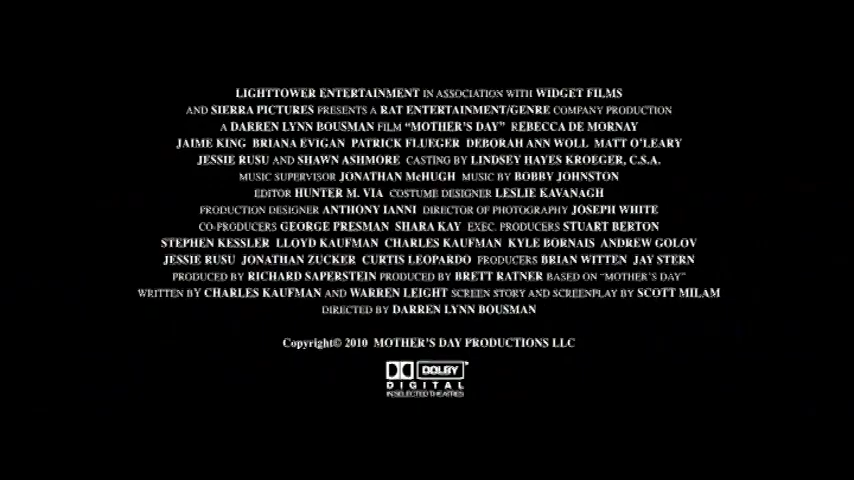 LIGHTTOWER ENTERTAINMENT IN ASSOCIATION WITH WIDGET FILMS
AND SIERRA PICTURES PRESENTS A RAT ENTERTAINMENT/GENRE COMPANY PRODUCTION
A DARREN LYNN BOUSMAN FILM "MOTHER'S DAY" REBECCA DE MORNAY
JAIME KING BRIANA EVIGAN PATRICK FLUEGER DEBORAH ANN WOLL MATT O'LEARY
JESSIE RUSU AND SHAWN ASHMORE CASTING BY LINDSEY HAYES KROEGER, C.S.A.
MUSIC SUPERVISOR JONATHAN McHUGH MUSIC BY BOBBY JOHNSTON
EDITOR HUNTER M. VIA COSTUME DESIGNER LESLIE KAVANAGH
PRODUCTION DESIGNER ANTHONY IANNI DIRECTOR OF PHOTOGRAPHY JOSEPH WHITE
CO-PRODUCERS GEORGE PRESMAN SHARA KAY EXEC. PRODUCERS STUART BERTON
STEPHEN KESSLER LLOYD KAUFMAN CHARLES KAUFMAN KYLE BORNAIS ANDREW GOLOV
JESSIE RUSU JONATHAN ZUCKER CURTIS LEOPARDO PRODUCERS BRIAN WITTEN JAY STERN
PRODUCED BY RICHARD SAPERSTEIN PRODUCED BY BRETT RATNER BASED ON "MOTHER'S DAY"
WRITTEN BY CHARLES KAUFMAN AND WARREN LEIGHT SCREEN STORY AND SCREENPLAY BY SCOTT MILAM
DIRECTED BY DARREN LYNN BOUSMAN
Copyright© 2010 MOTHER'S DAY PRODUCTIONS LLC
DOLBY
DIGITAL
IN SELECTED THEATRES